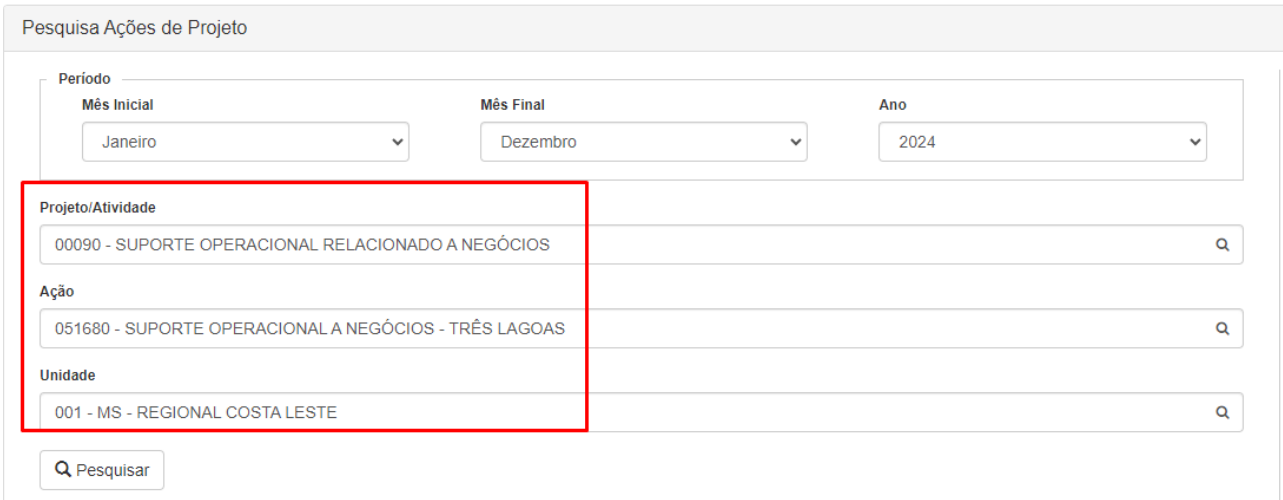 Pesquisa Ações de Projeto
Período
Mês Inicial
Mês Final
Ano
Janeiro
Dezembro
2024
Projeto/Atividade
00090 - SUPORTE OPERACIONAL RELACIONADO A NEGÓCIOS
Ação
051680 - SUPORTE OPERACIONAL A NEGÓCIOS - TRÊS LAGOAS
Unidade
001 - MS - REGIONAL COSTA LESTE
Pesquisar